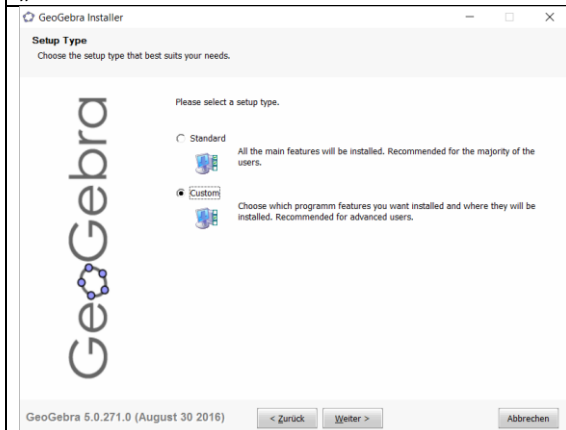 GeoGebra Installer
Setup Type
Choose the setup type that best suits your needs.
GeoGebra
Please select a setup type.
Standard
All the main features will be installed. Recommended for the majority of the
users.
Custom
Choose which programm features you want installed and where they will be
installed. Recommended for advanced users.
GeoGebra 5.0.271.0 (August 30 2016)
< Zurück
Weiter >
Abbrechen